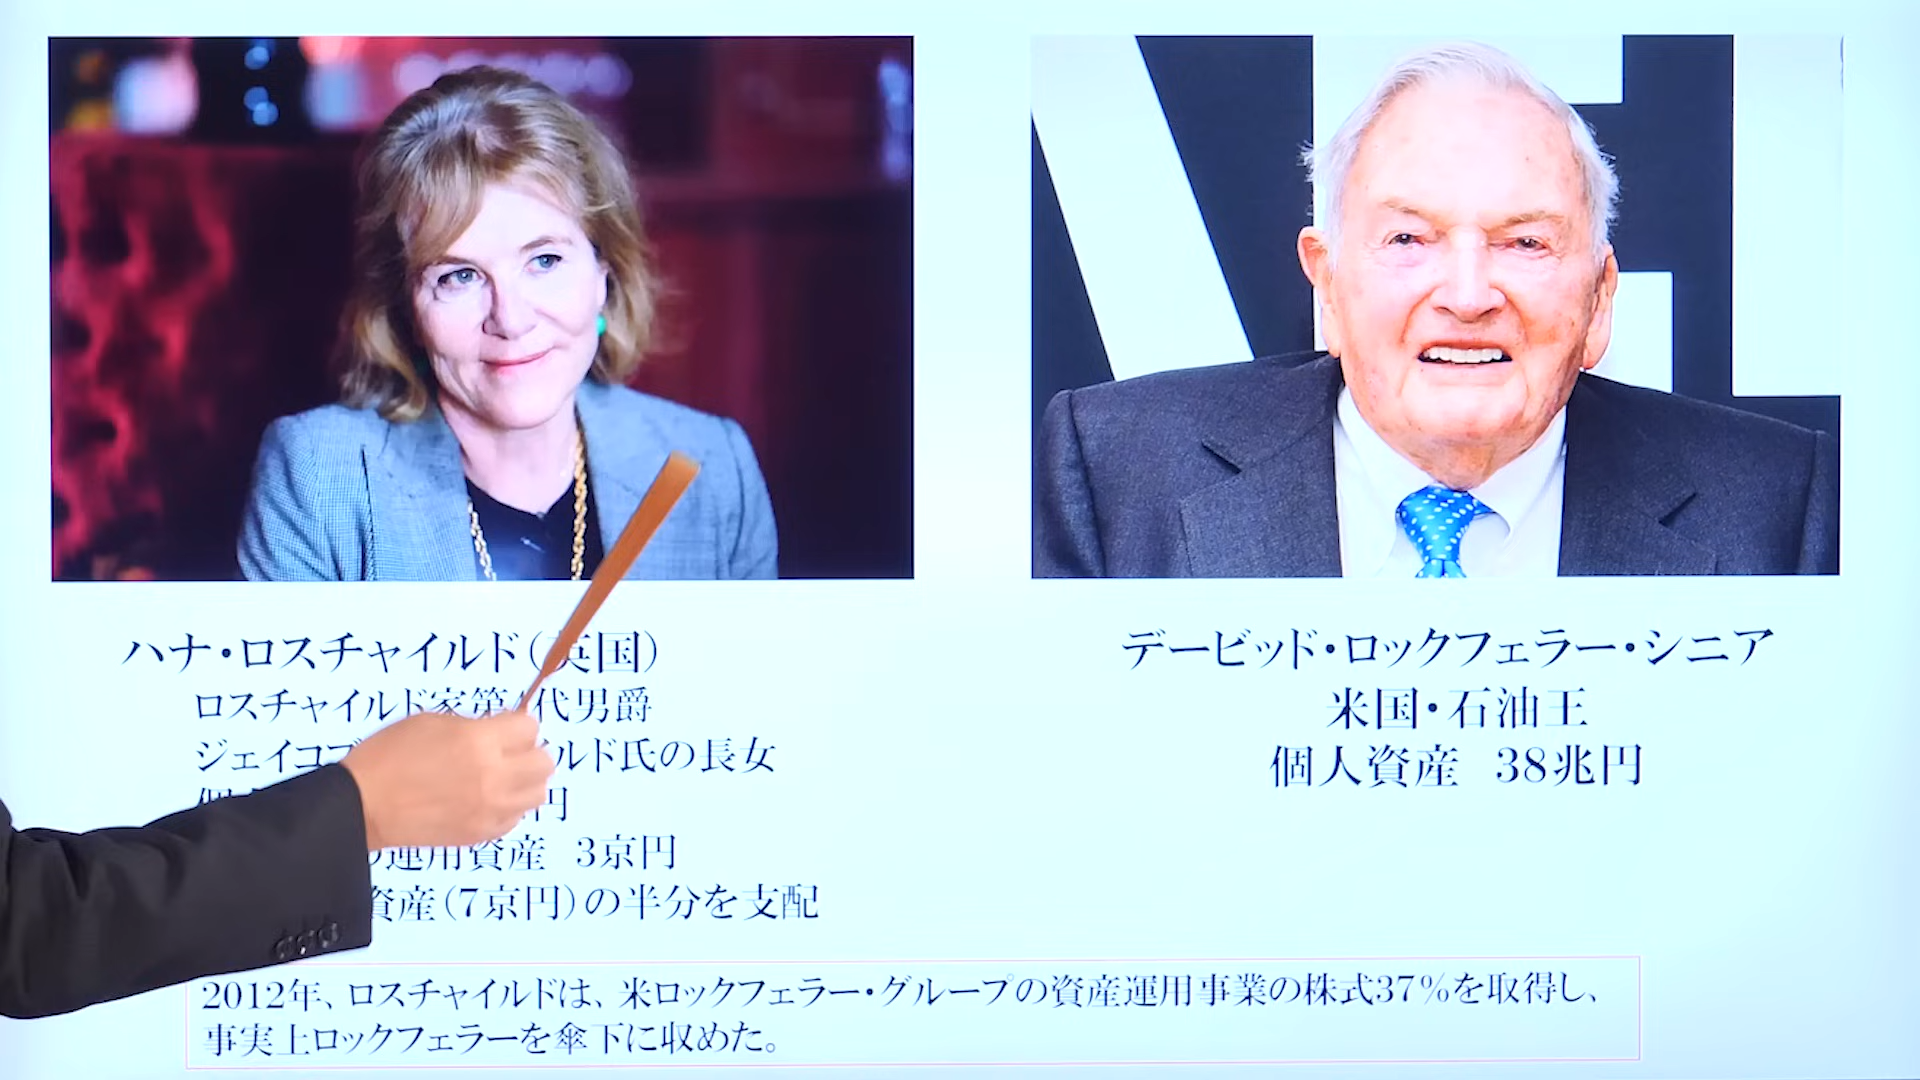 ハナ・ロスチャイルド(英国)
ロスチャイルド家第4代男爵
ジェイコブ イルド氏の長女
円
運用資産 3京円
資産(7京円)の半分を支配
デービッド・ロックフェラー・シニア
米国・石油王
個人資産 38兆円
2012年、ロスチャイルドは、米ロックフェラー・グループの資産運用事業の株式37%を取得し、
事実上ロックフェラーを傘下に収めた。